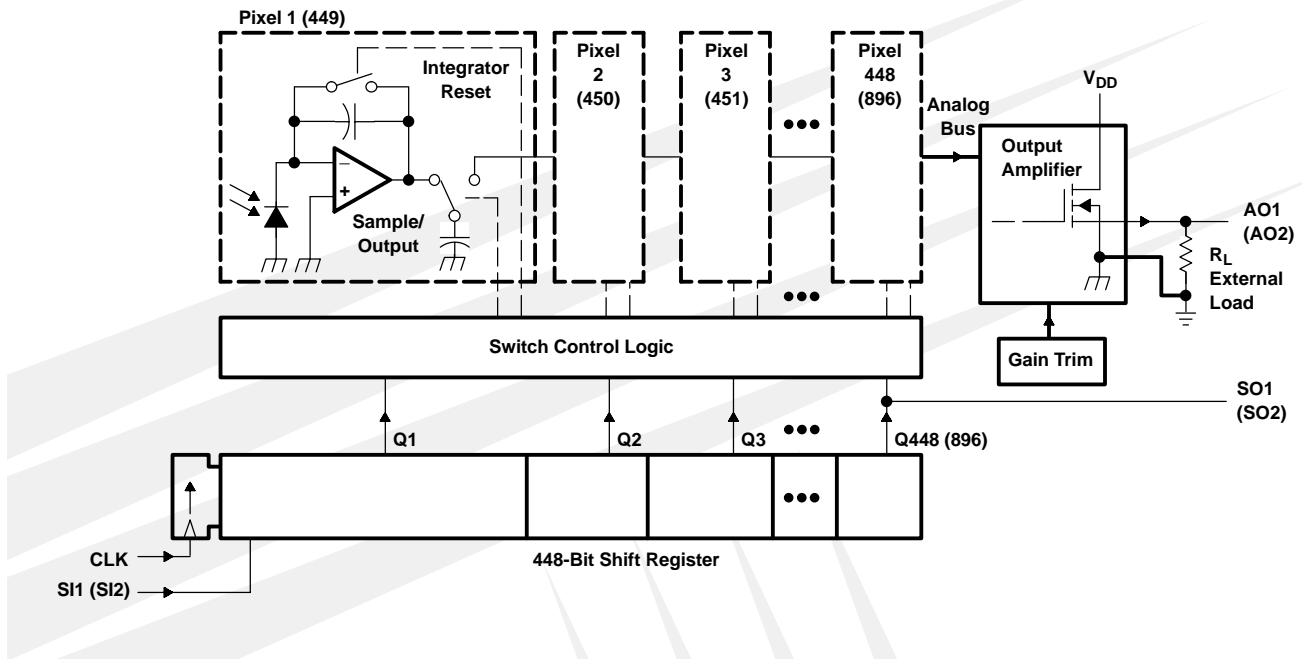 Pixel 1 (449)
Integrator
Reset
−
+
Sample/
Output
Pixel
2
(450)
Pixel
3
(451)
Pixel
448
(896)
Analog
Bus
VDD
Output
Amplifier
AO1
(AO2)
RL
External
Load
Switch Control Logic
Gain Trim
SO1
(SO2)
Q1
Q2
Q3
Q448 (896)
CLK
SI1 (SI2)
448-Bit Shift Register